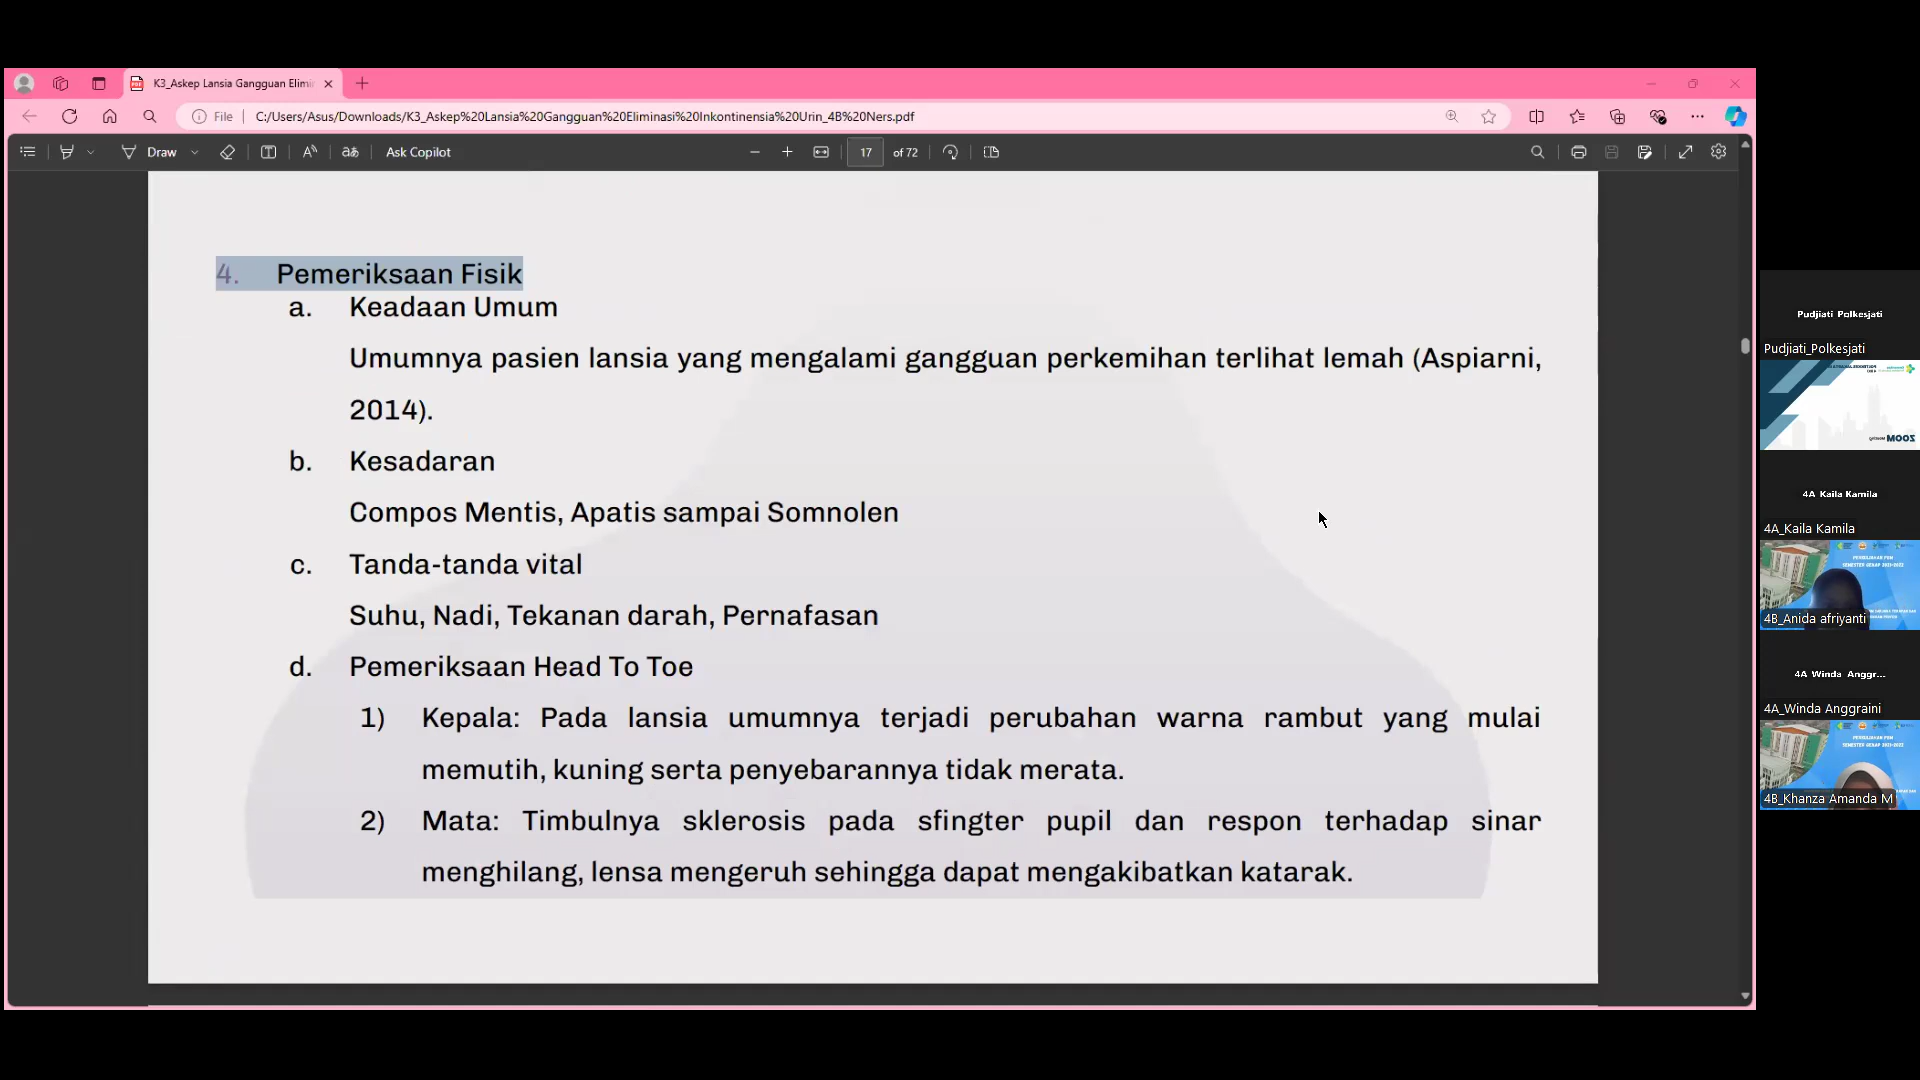 K3_Askep Lansia Gangguan Elimi
File
C:/Users/Asus/Downloads/K3_Askep%20Lansia%20Gangguan%20Eliminasi%20Inkontinensia%20Urin_4B%20Ners.pdf
Draw
Ask Copilot
17 of 72
4. Pemeriksaan Fisik
a. Keadaan Umum
Umumnya pasien lansia yang mengalami gangguan perkemihan terlihat lemah (Aspiarni,
2014).
b. Kesadaran
Compos Mentis, Apatis sampai Somnolen
c. Tanda-tanda vital
Suhu, Nadi, Tekanan darah, Pernafasan
d. Pemeriksaan Head To Toe
1) Kepala: Pada lansia umumnya terjadi perubahan warna rambut yang mulai
memutih, kuning serta penyebarannya tidak merata.
2) Mata: Timbulnya sklerosis pada sfingter pupil dan respon terhadap sinar
menghilang, lensa mengeruh sehingga dapat mengakibatkan katarak.
Pudjiati Polkesjati
Pudjiati_Polkesjati
ZOOM
4A Kaila Kamila
4A_Kaila Kamila
4B_Anida afriyanti
4A Winda Anggr...
4A_Winda Anggraini
4B_Khanza Amanda M